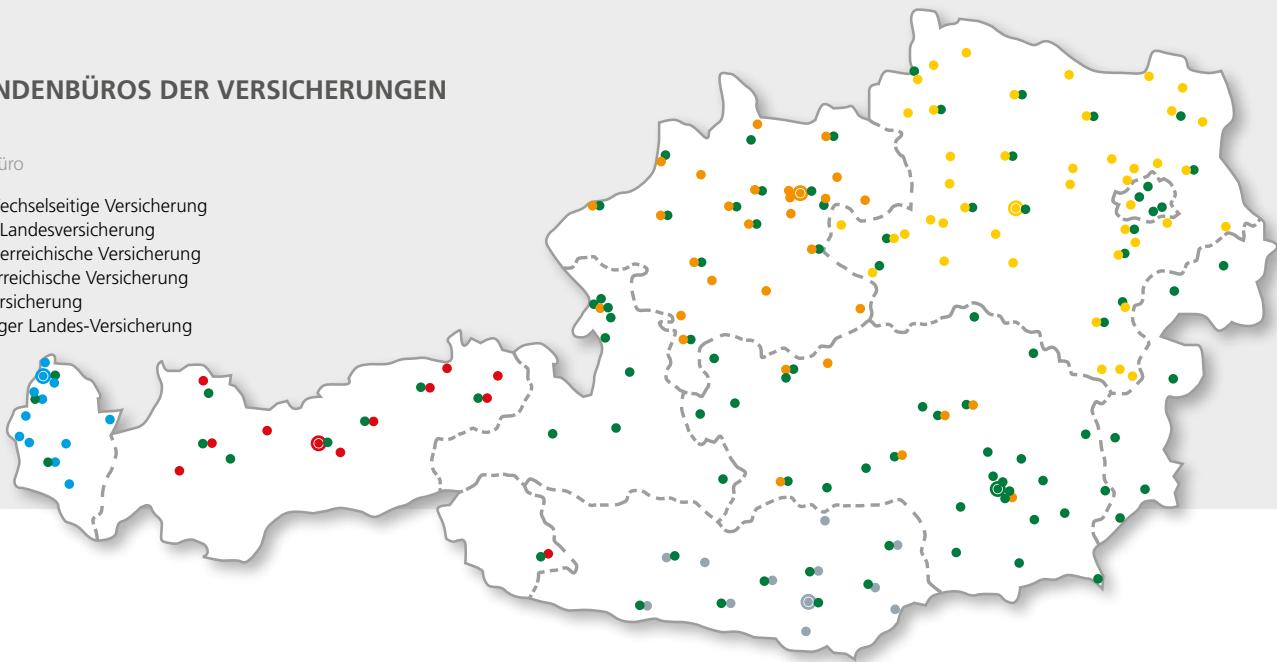 NDENBÜROS DER VERSICHERUNGEN
üro
echselseitige Versicherung
Landesversicherung
erreichische Versicherung
rreichische Versicherung
rsicherung
ger Landes-Versicherung